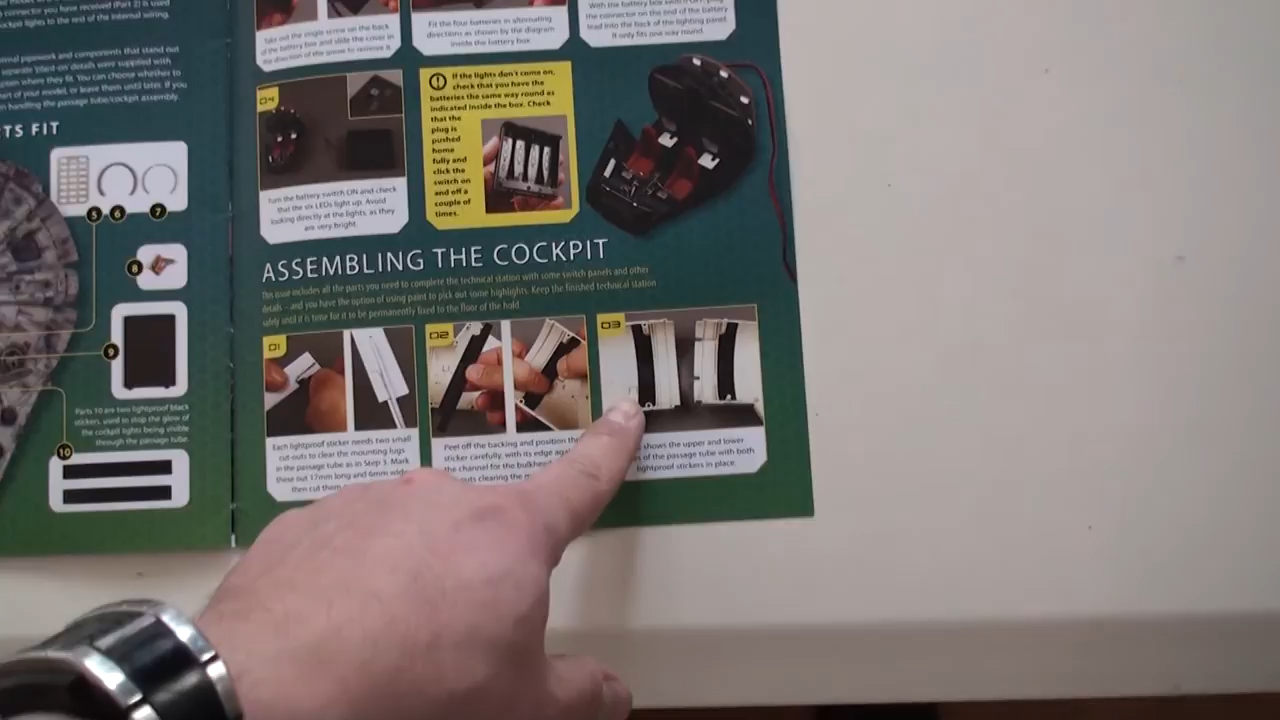 connector you have received (Part 2) is used
cockpit lights to the rest of the internal wiring.
pipework and components that stand out
separate 'plant-on' details were supplied with
where they fit. You can choose whether to
of your model, or leave them until later. If you
handling the passage tube/cockpit assembly.
TS FIT
5 6 7
8
9
Parts 10 are two lightproof black
stickers, used to stop the glow of
the cockpit lights being visible
through the passage tube.
10
Take out the single screw on the back
of the battery box and slide the cover in
the direction of the arrow to remove it.
Fit the four batteries in alternating
directions as shown by the diagram
inside the battery box.
the connector on the end of the battery
lead into the back of the lighting panel.
It only fits one way round.
04
Turn the battery switch ON and check
that the six LEDs light up. Avoid
looking directly at the lights, as they
are very bright.
If the lights don't come on,
check that you have the
batteries the same way round as
indicated inside the box. Check
that the
plug is
pushed
home
fully and
click the
switch on
and off a
couple of
times.
ASSEMBLING THE COCKPIT
This issue includes all the parts you need to complete the technical station with some switch panels and other
details – and you have the option of using paint to pick out some highlights. Keep the finished technical station
safely until it is time for it to be permanently fixed to the floor of the hold.
01
Each lightproof sticker needs two small
cut-outs to clear the mounting lugs
in the passage tube as in Step 3. Mark
these out 17mm long and 6mm wide
then cut them
02
Peel off the backing and position the
sticker carefully, with its edge
the channel for the bulkhead
outs clearing the
03
shows the upper and lower
of the passage tube with both
lightproof stickers in place.